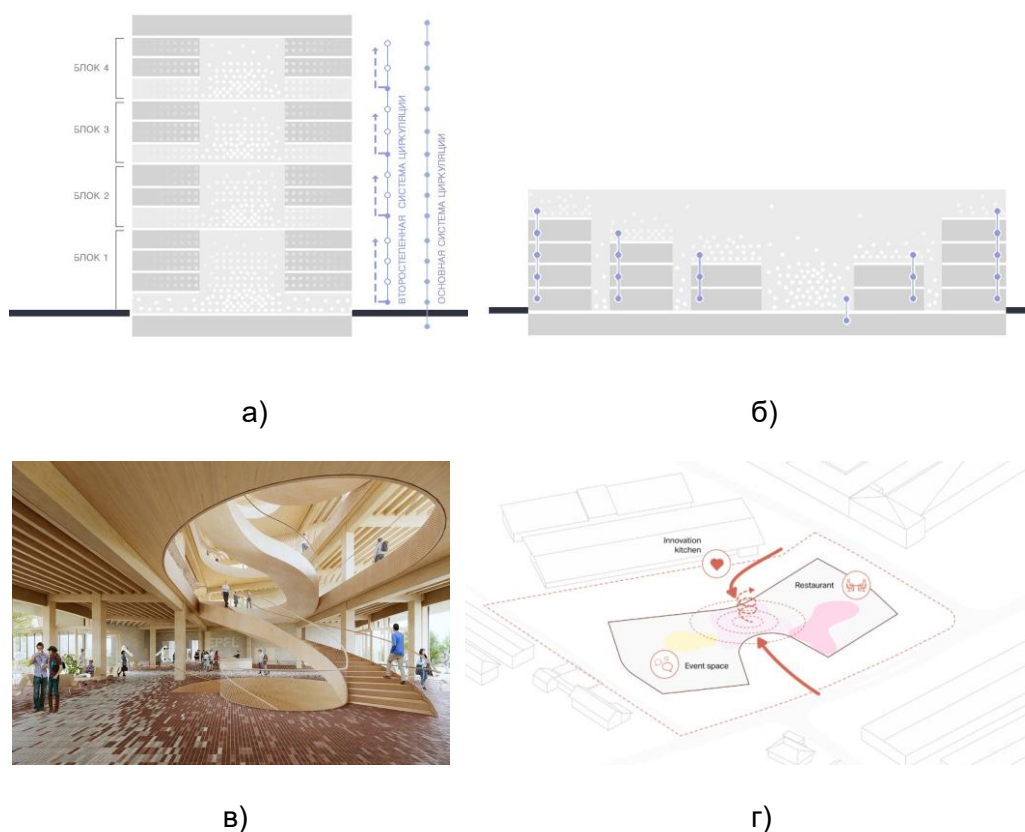 БЛОК 4
БЛОК 3
БЛОК 2
БЛОК 1
ВТОРОСТЕПЕННАЯ СИСТЕМА ЦИРКУЛЯЦИИ
ОСНОВНАЯ СИСТЕМА ЦИРКУЛЯЦИИ
а)
б)
Innovation
kitchen
Restaurant
Event space
в)
г)